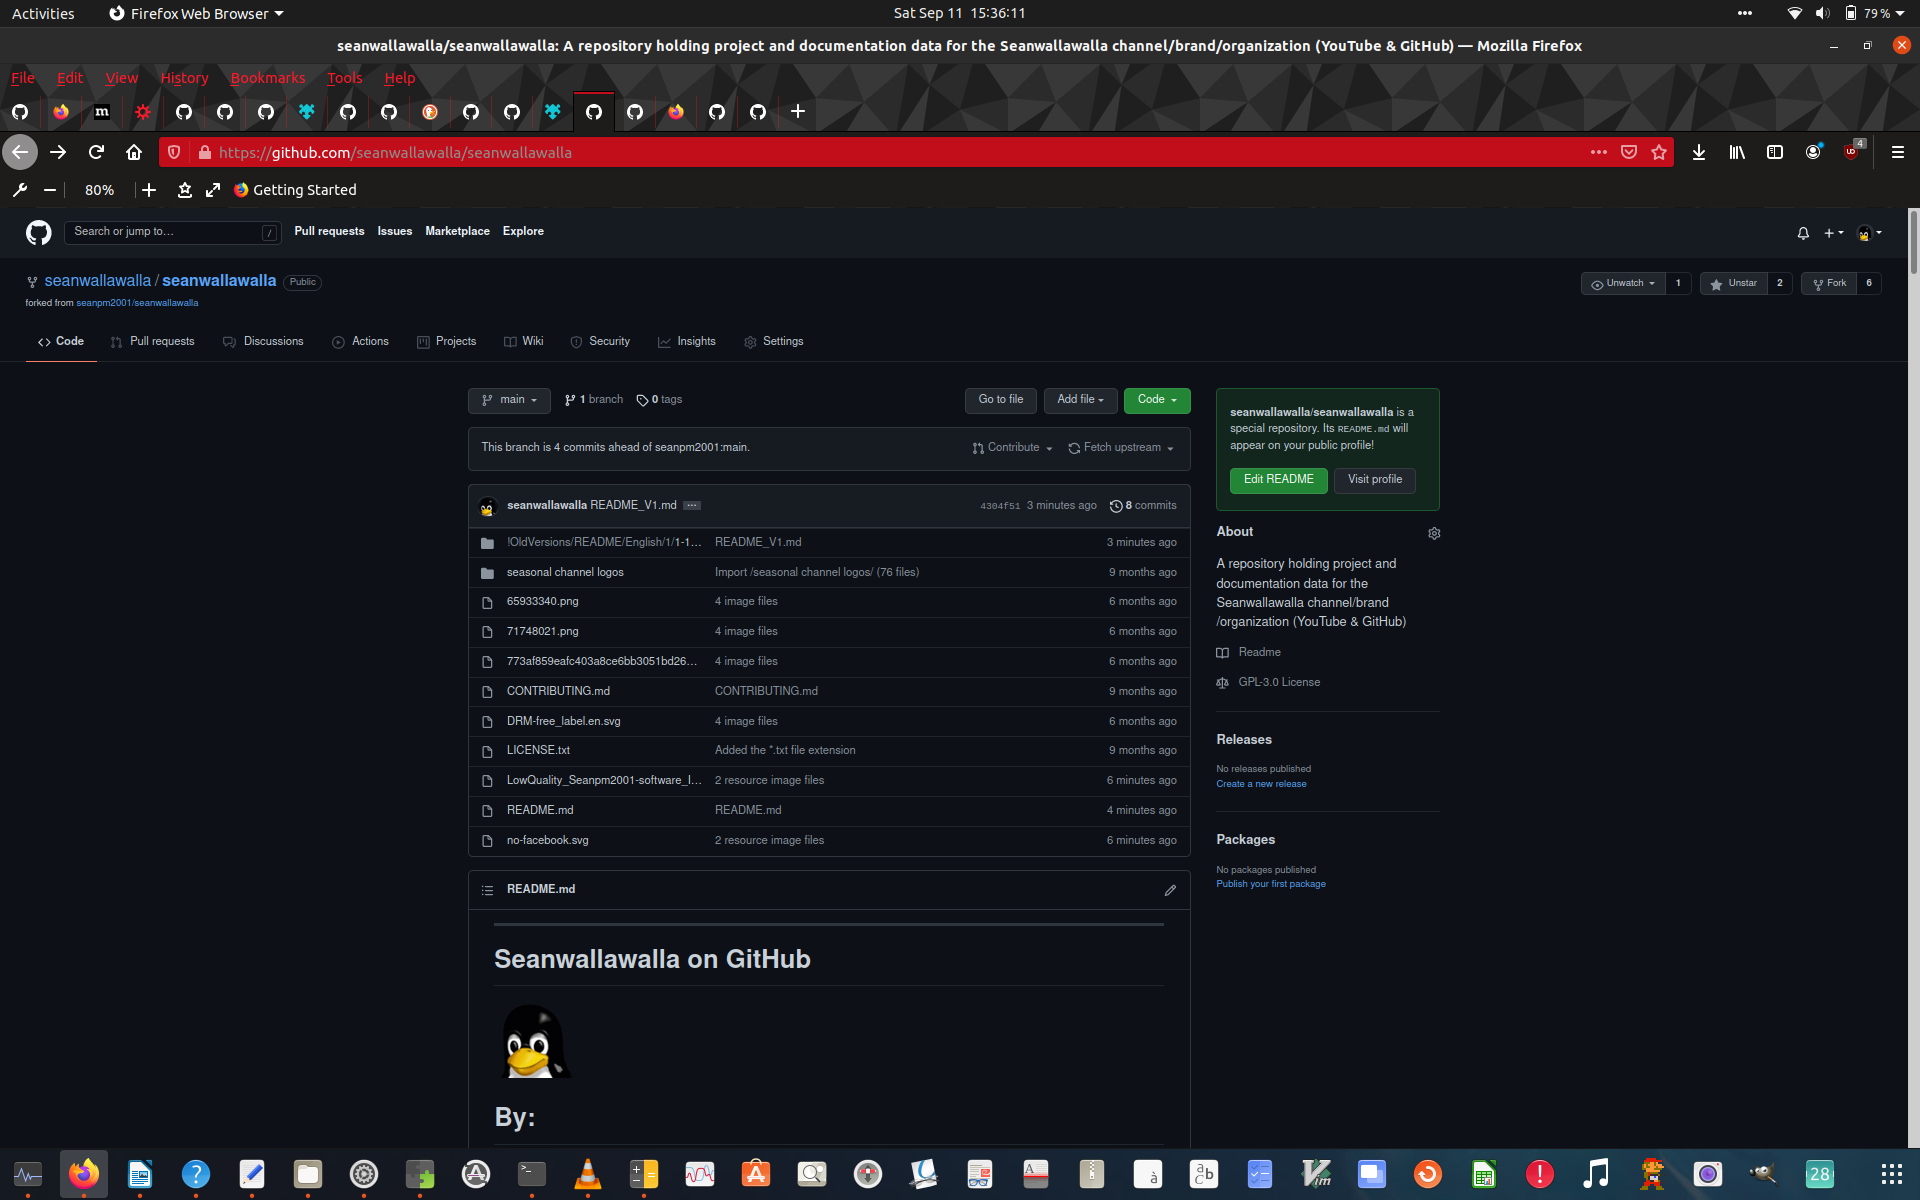 Activities
Firefox Web Browser
Sat Sep 11 15:36:11
79 %
seanwallawalla/seanwallawalla: A repository holding project and documentation data for the Seanwallawalla channel/brand/organization (YouTube & GitHub) — Mozilla Firefox
File Edit View History Bookmarks Tools Help
https://github.com/seanwallawalla/seanwallawalla
4
80%
Getting Started
Search or jump to… /
Pull requests Issues Marketplace Explore
seanwallawalla / seanwallawalla Public
Unwatch 1 Unstar 2 Fork 6
forked from seanpm2001/seanwallawalla
Code Pull requests Discussions Actions Projects Wiki Security Insights Settings
main 1 branch 0 tags
Go to file Add file Code
This branch is 4 commits ahead of seanpm2001:main.
Contribute Fetch upstream
seanwallawalla README_V1.md ... 4304f51 3 minutes ago 8 commits
!OldVersions/README/English/1/1-1… README_V1.md 3 minutes ago
seasonal channel logos Import /seasonal channel logos/ (76 files) 9 months ago
65933340.png 4 image files 6 months ago
71748021.png 4 image files 6 months ago
773af859eafc403a8ce6bb3051bd26… 4 image files 6 months ago
CONTRIBUTING.md CONTRIBUTING.md 9 months ago
DRM-free_label.en.svg 4 image files 6 months ago
LICENSE.txt Added the *.txt file extension 9 months ago
LowQuality_Seanpm2001-software_I… 2 resource image files 6 minutes ago
README.md README.md 4 minutes ago
no-facebook.svg 2 resource image files 6 minutes ago
README.md
Seanwallawalla on GitHub
By:
seanwallawalla/seanwallawalla is a
special repository. Its README.md will
appear on your public profile!
Edit README Visit profile
About
A repository holding project and
documentation data for the
Seanwallawalla channel/brand
/organization (YouTube & GitHub)
Readme
GPL-3.0 License
Releases
No releases published
Create a new release
Packages
No packages published
Publish your first package
28